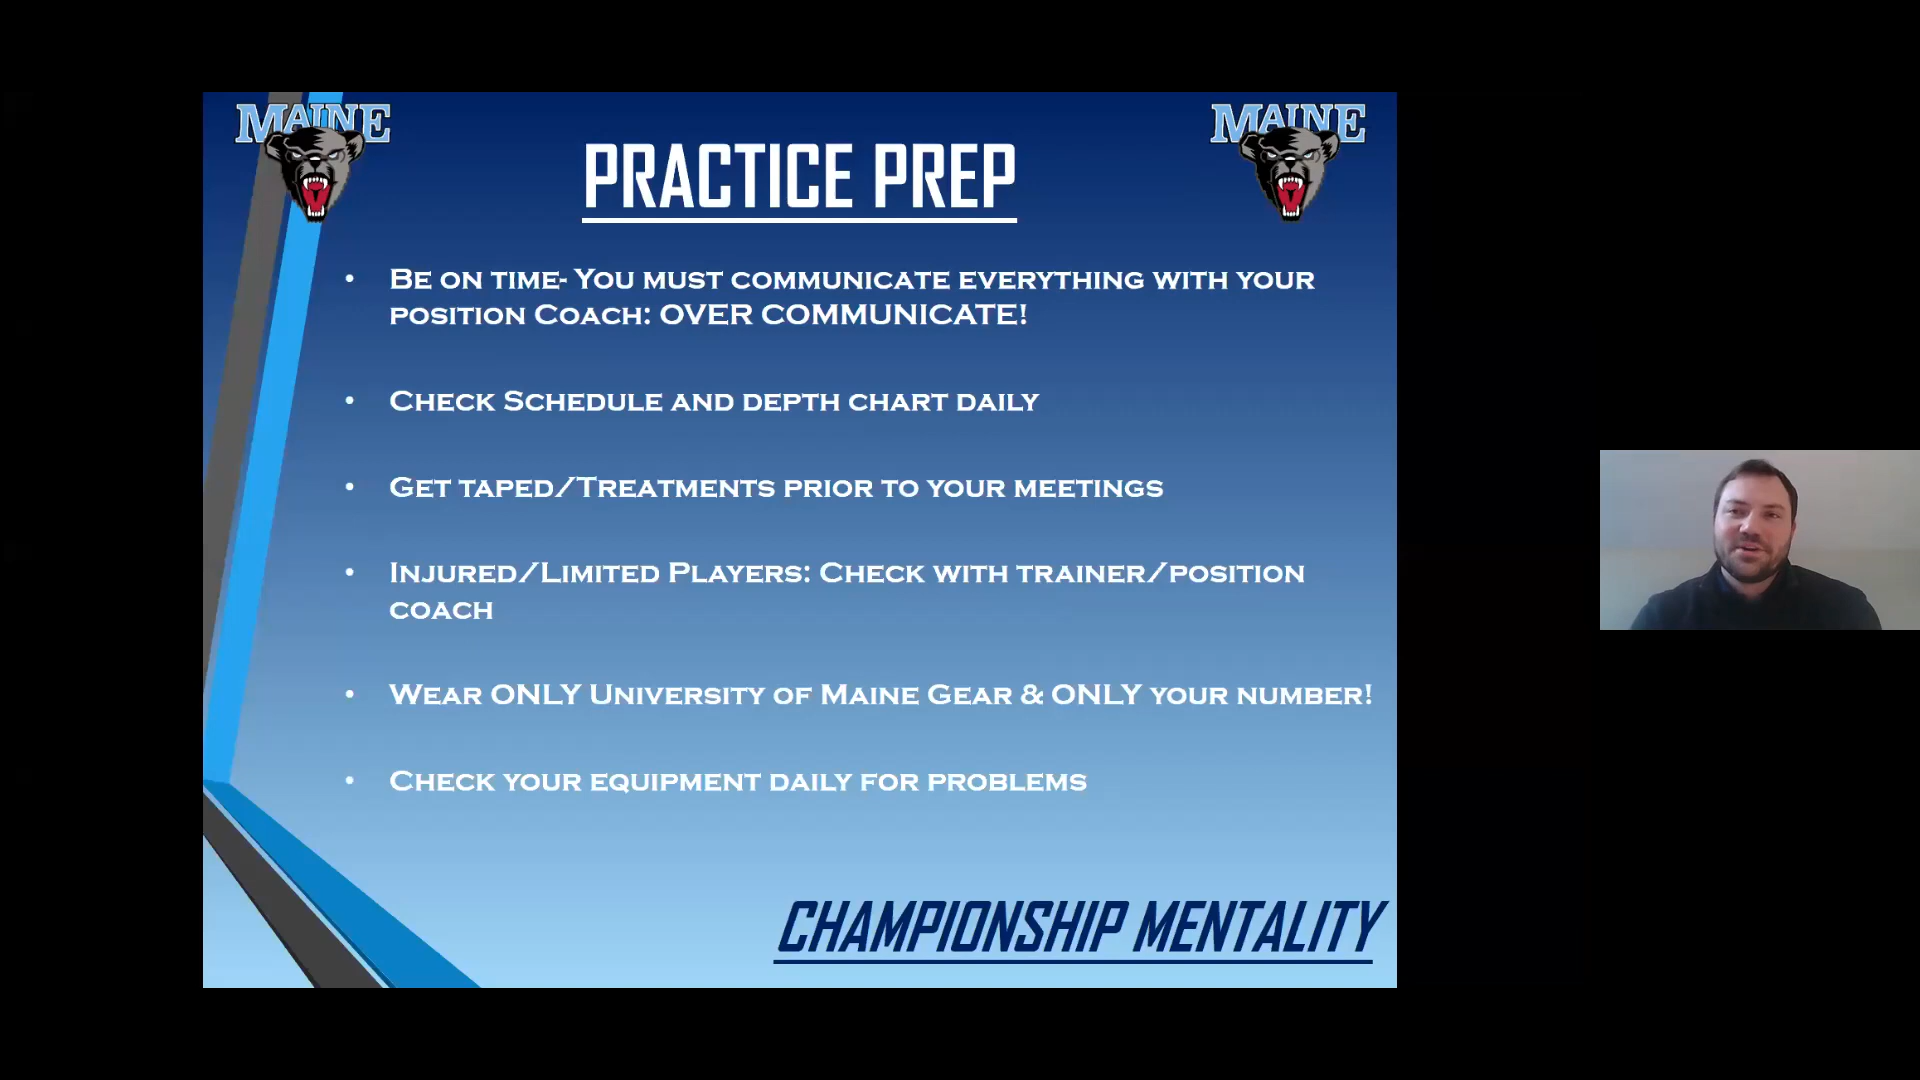 MAINE
MAINE
PRACTICE PREP
• Be on time- You must communicate everything with your
position Coach: OVER COMMUNICATE!
• Check Schedule and depth chart daily
• Get taped/Treatments prior to your meetings
• Injured/Limited Players: Check with trainer/position
coach
• Wear ONLY University of Maine Gear & ONLY your number!
• Check your equipment daily for problems
CHAMPIONSHIP MENTALITY